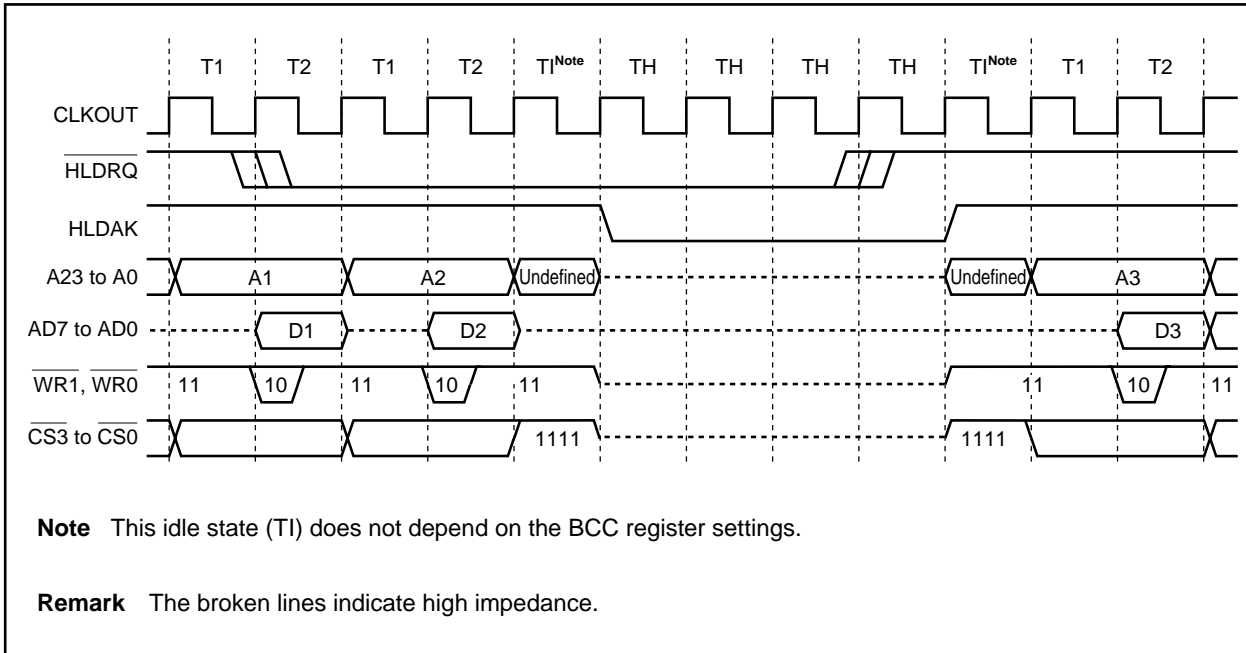 T1 T2 T1 T2 TINote TH TH TH TH TINote T1 T2
CLKOUT
HLDRQ
HLDAK
A23 to A0 A1 A2 Undefined Undefined A3
AD7 to AD0 D1 D2 D3
WR1, WR0 11 10 11 10 11 11 10 11
CS3 to CS0 1111 1111
Note This idle state (TI) does not depend on the BCC register settings.
Remark The broken lines indicate high impedance.